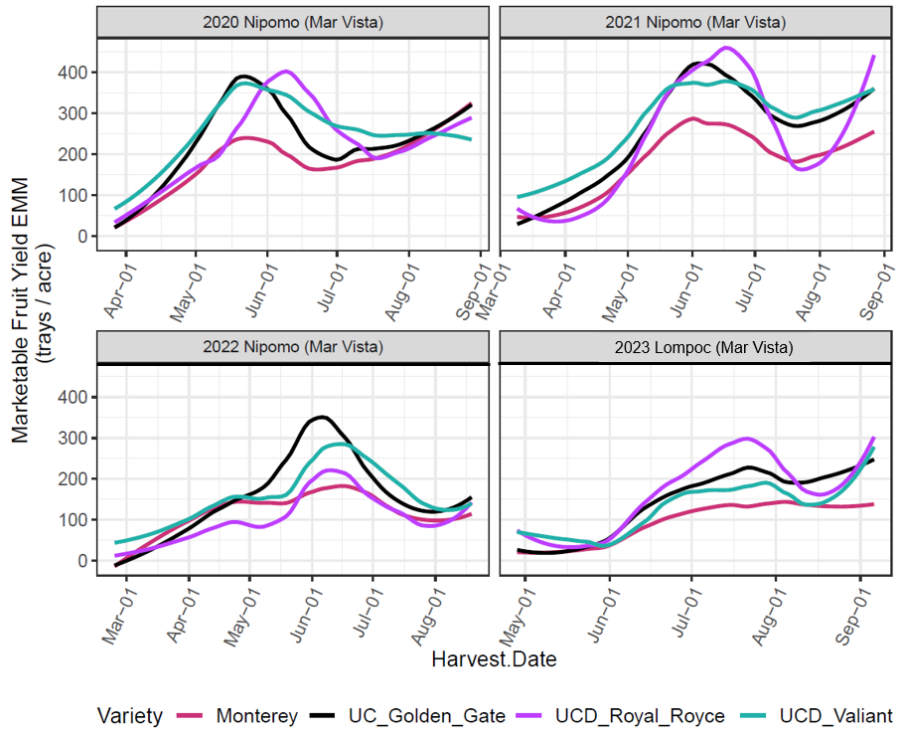 2020 Nipomo (Mar Vista)
2021 Nipomo (Mar Vista)
400
300
200
100
0
Apr−01
May−01
Jun−01
Jul−01
Aug−01
Sep−01
Mar−01
Apr−01
May−01
Jun−01
Jul−01
Aug−01
Sep−01
Marketable Fruit Yield EMM
(trays / acre)
2022 Nipomo (Mar Vista)
2023 Lompoc (Mar Vista)
400
300
200
100
0
Mar−01
Apr−01
May−01
Jun−01
Jul−01
Aug−01
May−01
Jun−01
Jul−01
Aug−01
Sep−01
Harvest.Date
Variety Monterey UC_Golden_Gate UCD_Royal_Royce UCD_Valiant